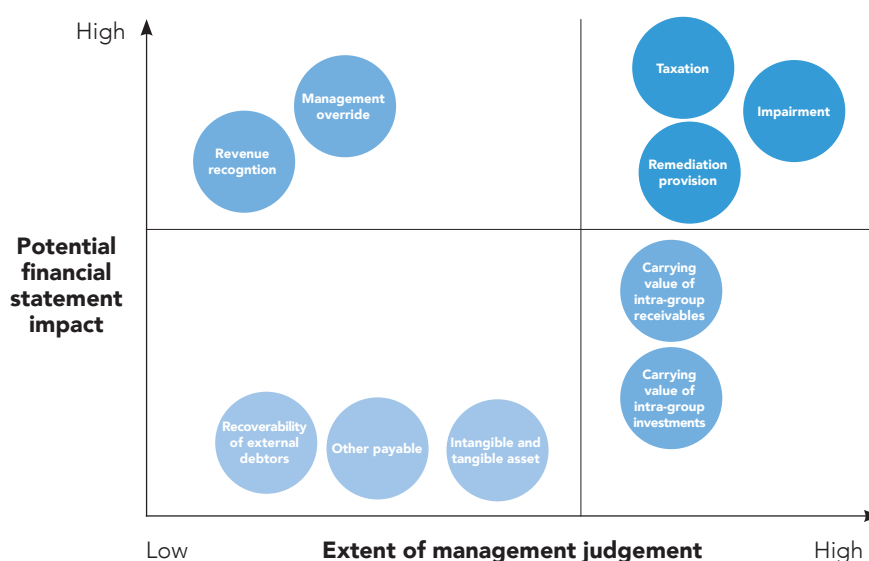 High
Taxation
Management
override
Impairment
Revenue
recogntion
Remediation
provision
Potential
financial
statement
impact
Carrying
value of
intra-group
receivables
Carrying
value of
intra-group
investments
Recoverability
of external
debtors
Other payable
Intangible and
tangible asset
Low
Extent of management judgement
High